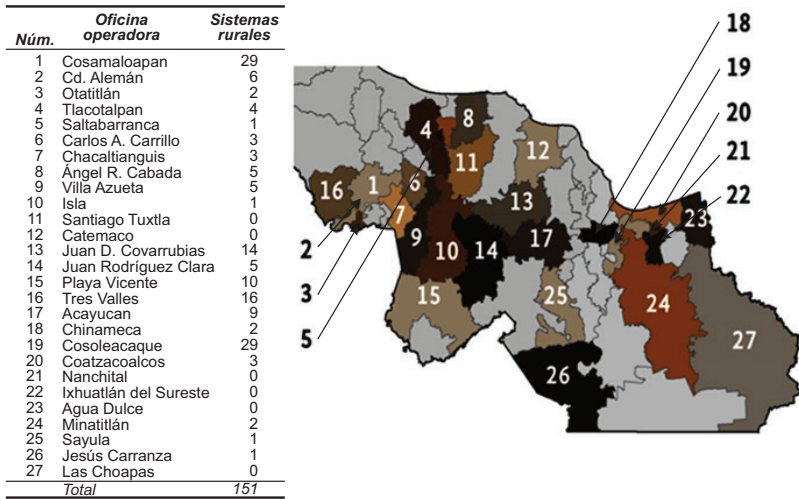 Núm. Oficina operadora Sistemas rurales
1 Cosamaloapan 29
2 Cd. Alemán 6
3 Otatitlán 2
4 Tlacotalpan 4
5 Saltabarranca 1
6 Carlos A. Carrillo 3
7 Chacaltianguis 3
8 Ángel R. Cabada 5
9 Villa Azueta 5
10 Isla 1
11 Santiago Tuxtla 0
12 Catemaco 0
13 Juan D. Covarrubias 14
14 Juan Rodríguez Clara 5
15 Playa Vicente 10
16 Tres Valles 16
17 Acayucan 9
18 Chinameca 2
19 Cosoleacaque 29
20 Coatzacoalcos 3
21 Nanchital 0
22 Ixhuatlán del Sureste 0
23 Agua Dulce 0
24 Minatitlán 2
25 Sayula 1
26 Jesús Carranza 1
27 Las Choapas 0
Total 151
18
19
20
21
22
4
8
11
12
16
1
6
7
13
23
2
9
10
14
17
3
15
25
24
5
26
27